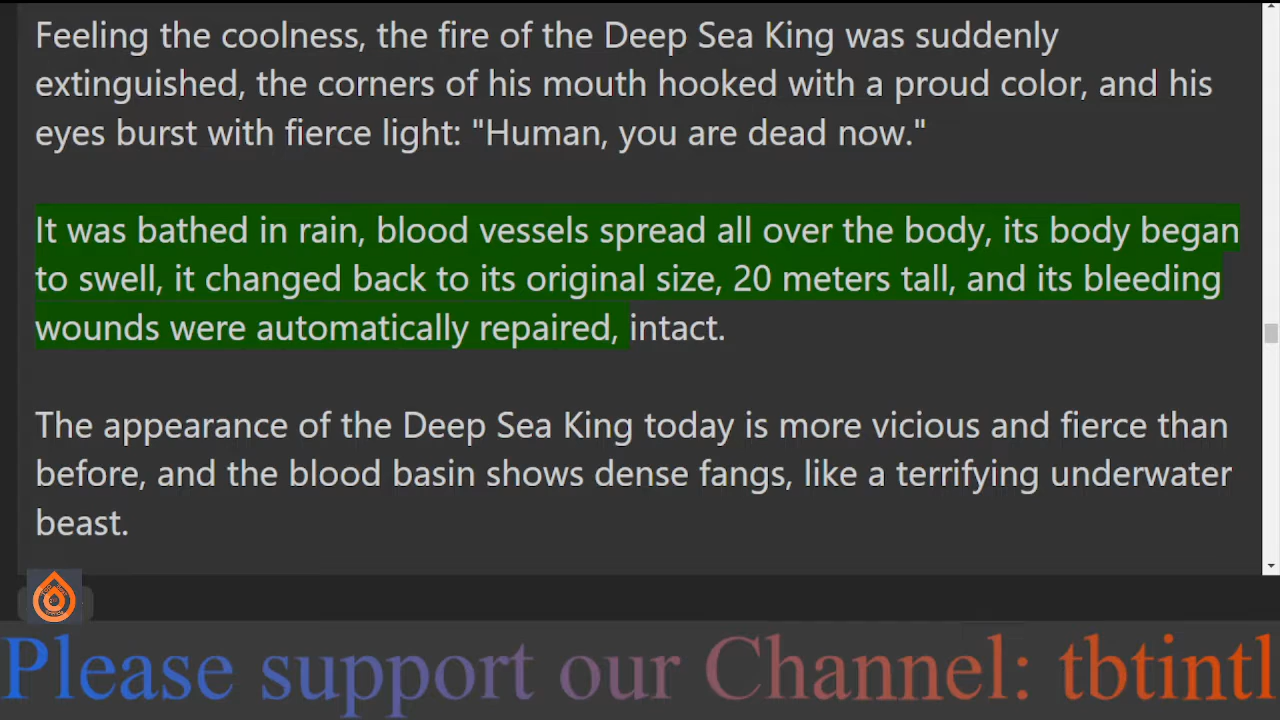 Feeling the coolness, the fire of the Deep Sea King was suddenly
extinguished, the corners of his mouth hooked with a proud color, and his
eyes burst with fierce light: "Human, you are dead now."
It was bathed in rain, blood vessels spread all over the body, its body began
to swell, it changed back to its original size, 20 meters tall, and its bleeding
wounds were automatically repaired, intact.
The appearance of the Deep Sea King today is more vicious and fierce than
before, and the blood basin shows dense fangs, like a terrifying underwater
beast.
Please support our Channel: tbtintl